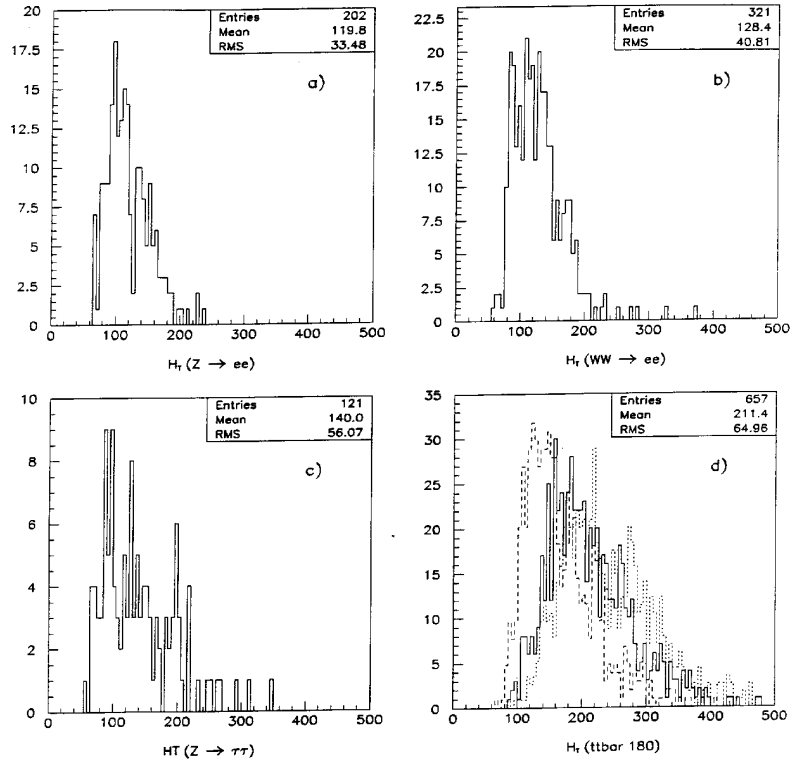 Entries 202
Mean 119.8
RMS 33.48
a)
20
17.5
15
12.5
10
7.5
5
2.5
0
0 100 200 300 400 500
H_T (Z → ee)
Entries 321
Mean 128.4
RMS 40.81
b)
22.5
20
17.5
15
12.5
10
7.5
5
2.5
0
0 100 200 300 400 500
H_T (WW → ee)
Entries 121
Mean 140.0
RMS 56.07
c)
10
8
6
4
2
0
0 100 200 300 400 500
HT (Z → ττ)
Entries 657
Mean 211.4
RMS 64.96
d)
35
30
25
20
15
10
5
0
0 100 200 300 400 500
H_T (ttbar 180)